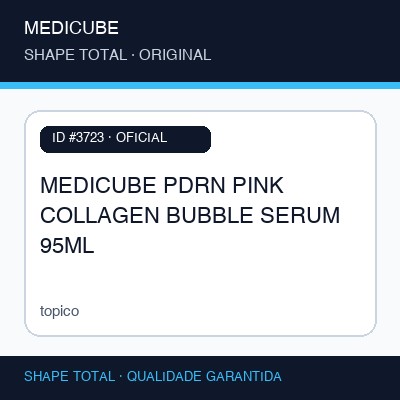 MEDICUBE
SHAPE TOTAL · ORIGINAL
ID #3723 · OFICIAL
MEDICUBE PDRN PINK
COLLAGEN BUBBLE SERUM
95ML
topico
SHAPE TOTAL · QUALIDADE GARANTIDA